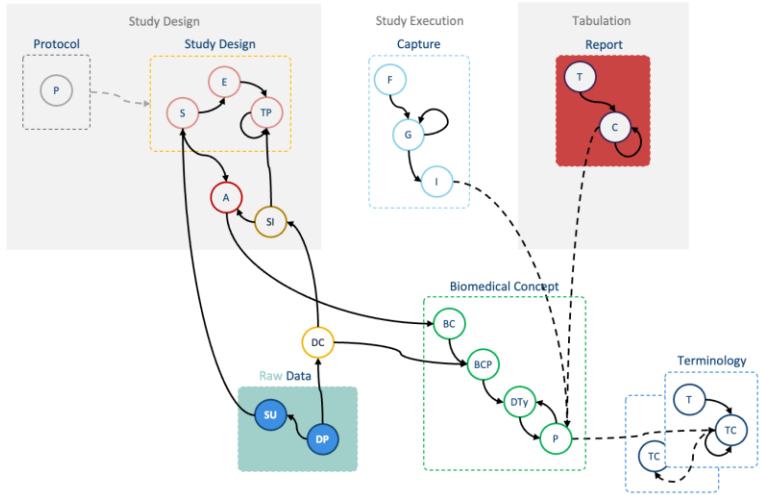 Study Design
Study Execution
Tabulation
Protocol
Study Design
Capture
Report
P
E
S
TP
F
G
I
T
C
A
SI
Biomedical Concept
BC
DC
BCP
Raw Data
Terminology
SU
DP
DTy
P
T
TC
TC